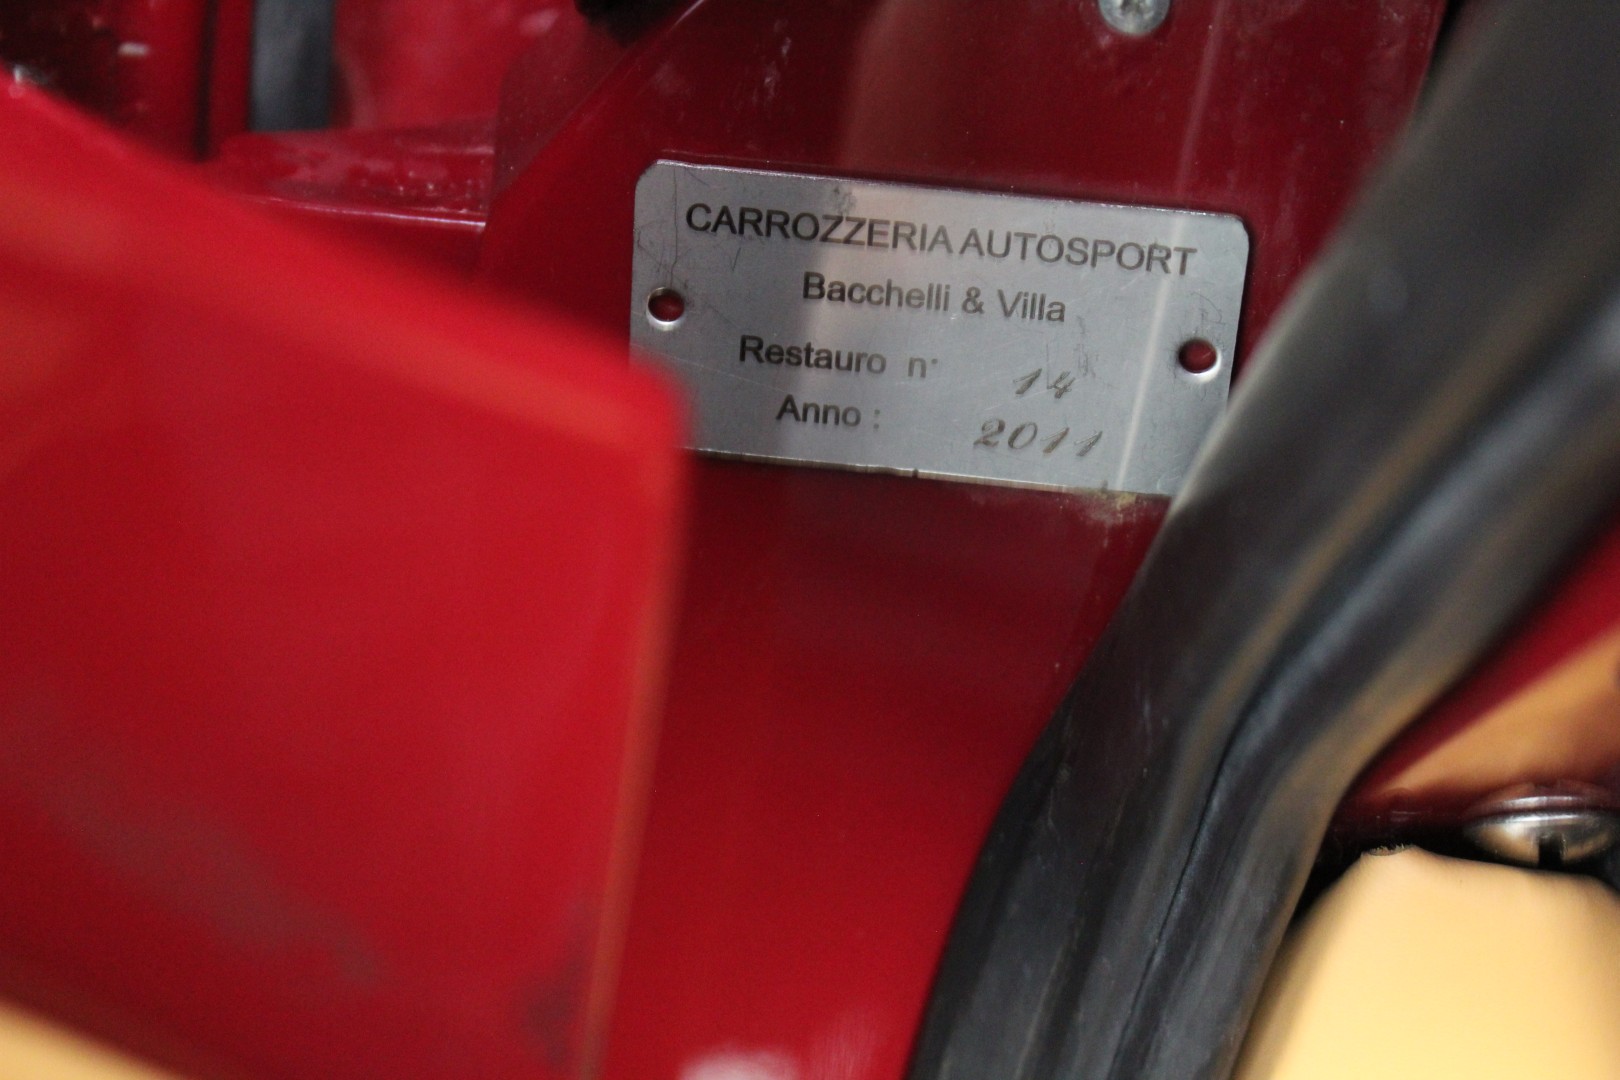 CARROZZERIA AUTOSPORT
Bacchelli & Villa
Restauro n° 14
Anno : 2011